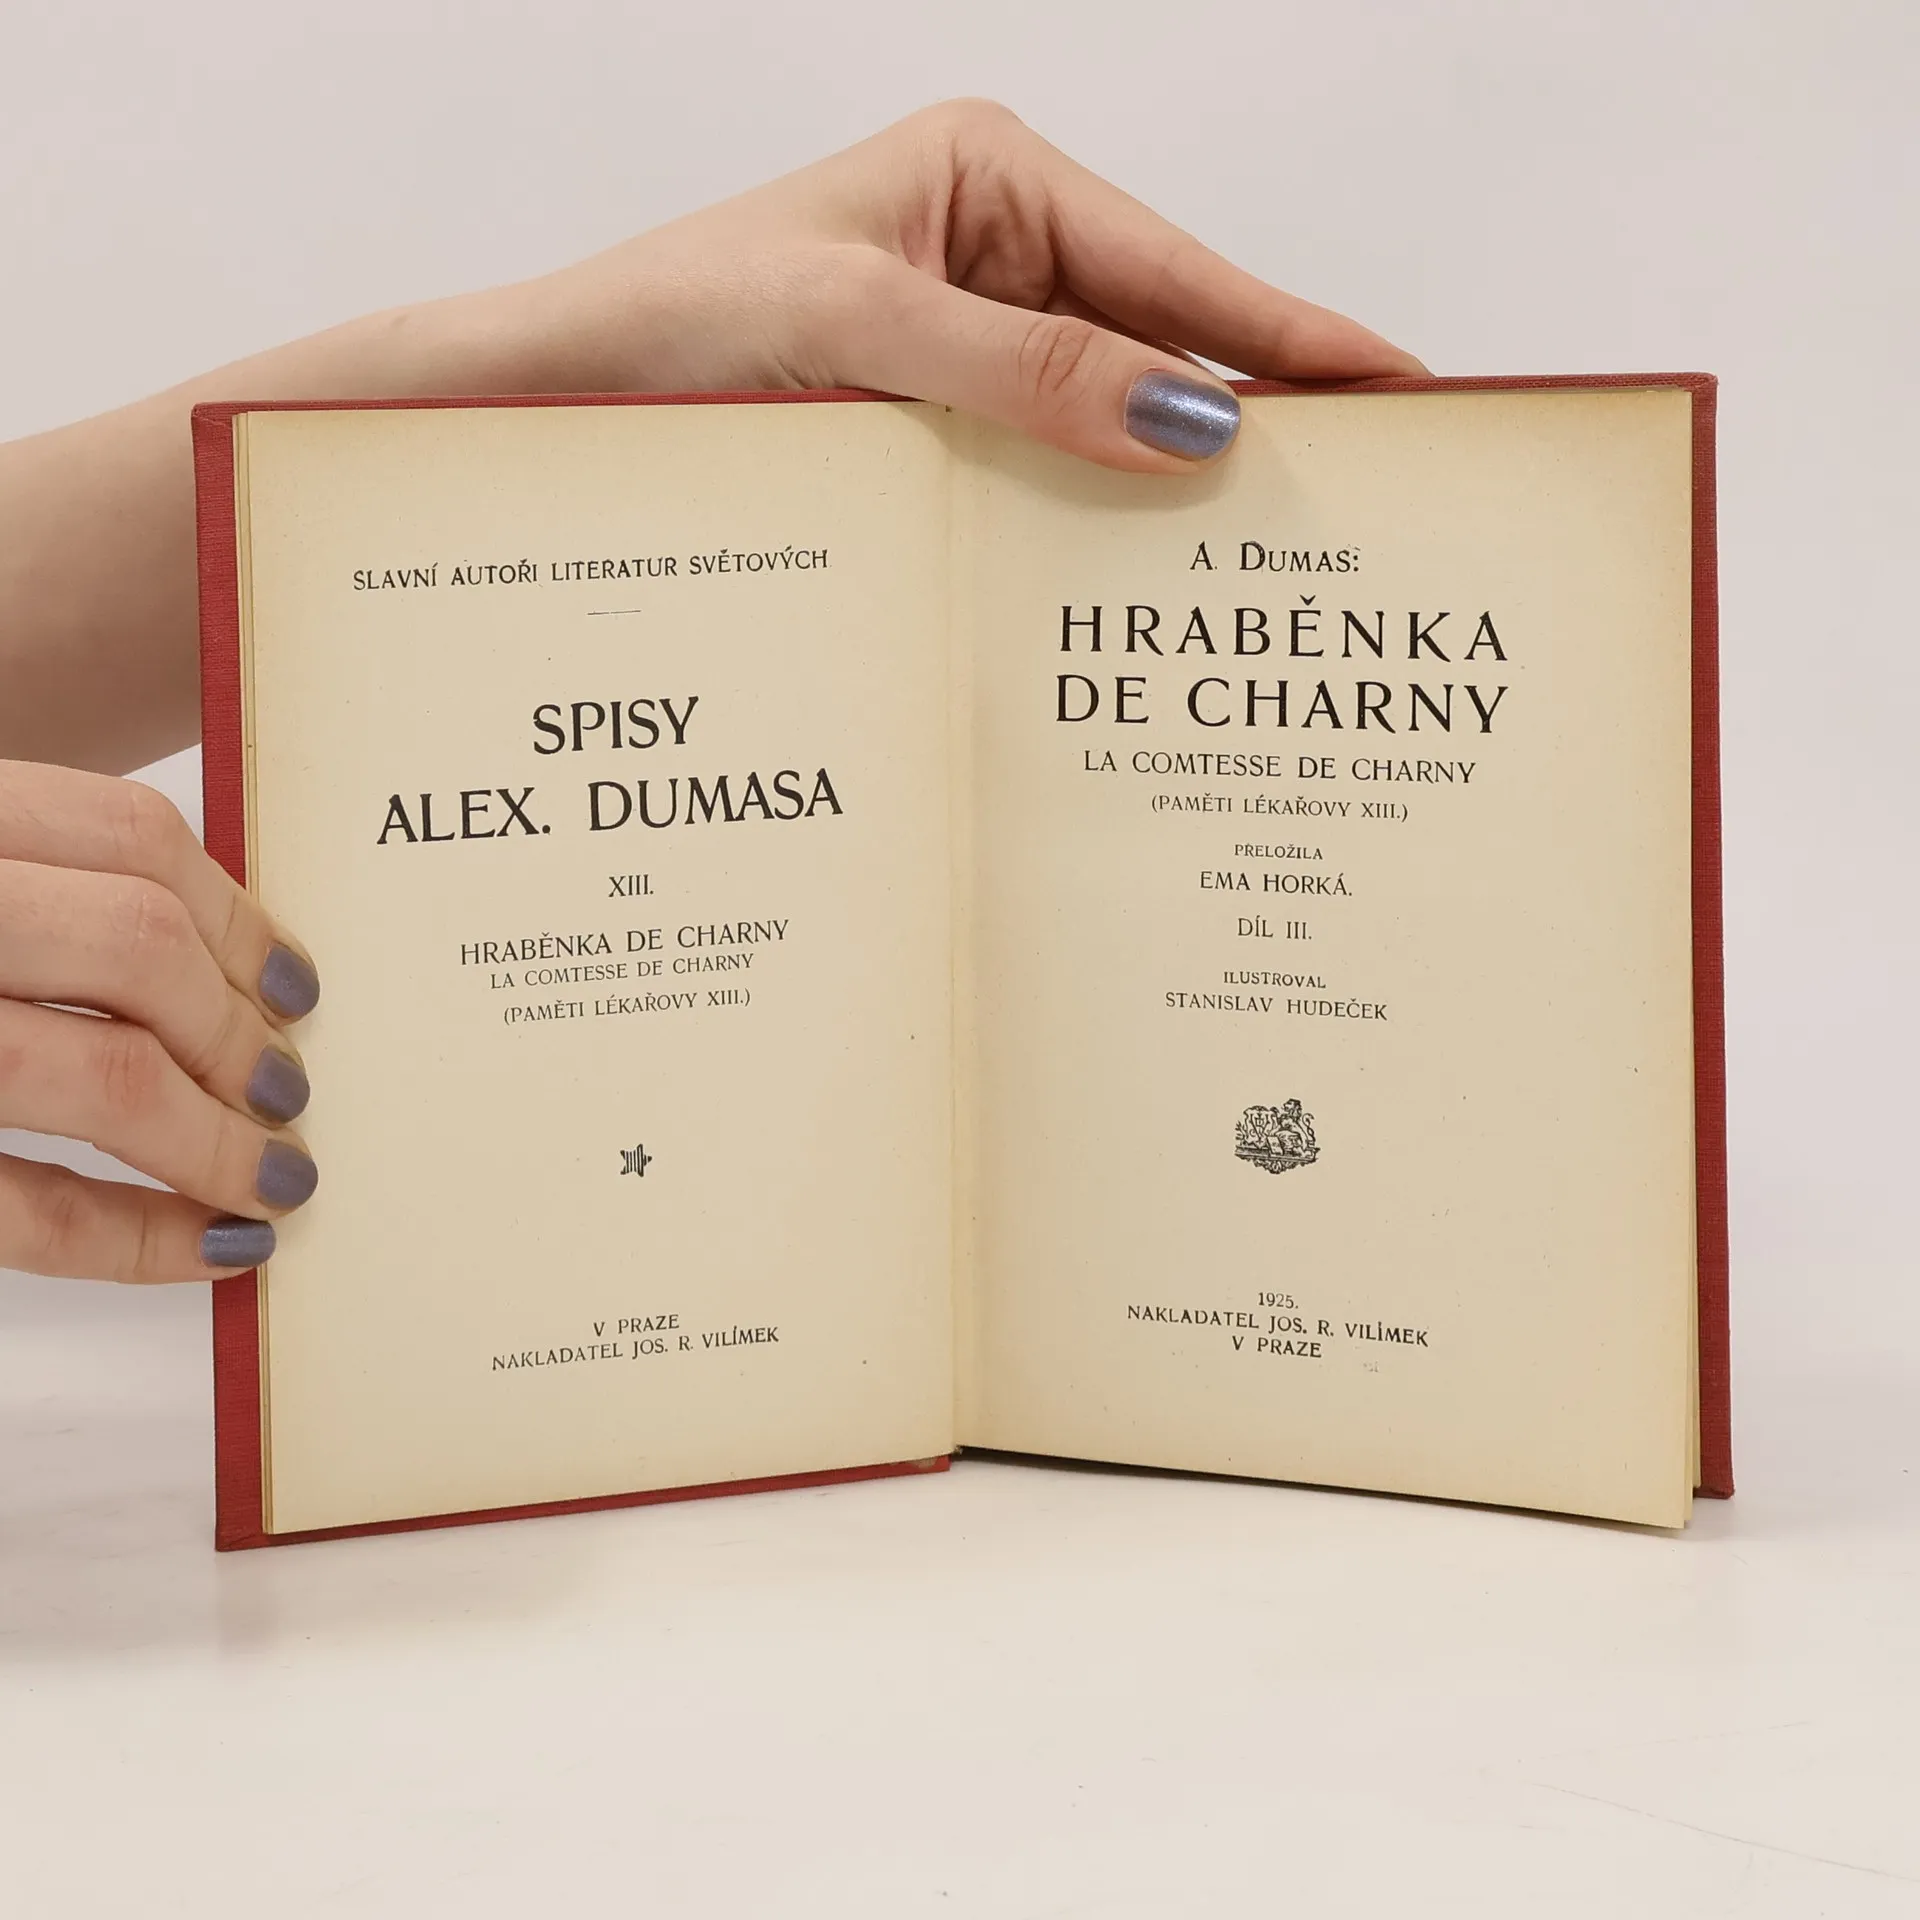 SLAVNÍ AUTOŘI LITERATUR SVĚTOVÝCH
SPISY
ALEX. DUMASA
XIII.
HRABĚNKA DE CHARNY
LA COMTESSE DE CHARNY
(PAMĚTI LÉKAŘOVY XIII.)
V PRAZE
NAKLADATEL JOS. R. VILÍMEK
A. DUMAS:
HRABĚNKA
DE CHARNY
LA COMTESSE DE CHARNY
(PAMĚTI LÉKAŘOVY XIII.)
PŘELOŽILA
EMA HORKÁ.
DÍL III.
ILUSTROVAL
STANISLAV HUDEČEK
1925.
NAKLADATEL JOS. R. VILÍMEK
V PRAZE